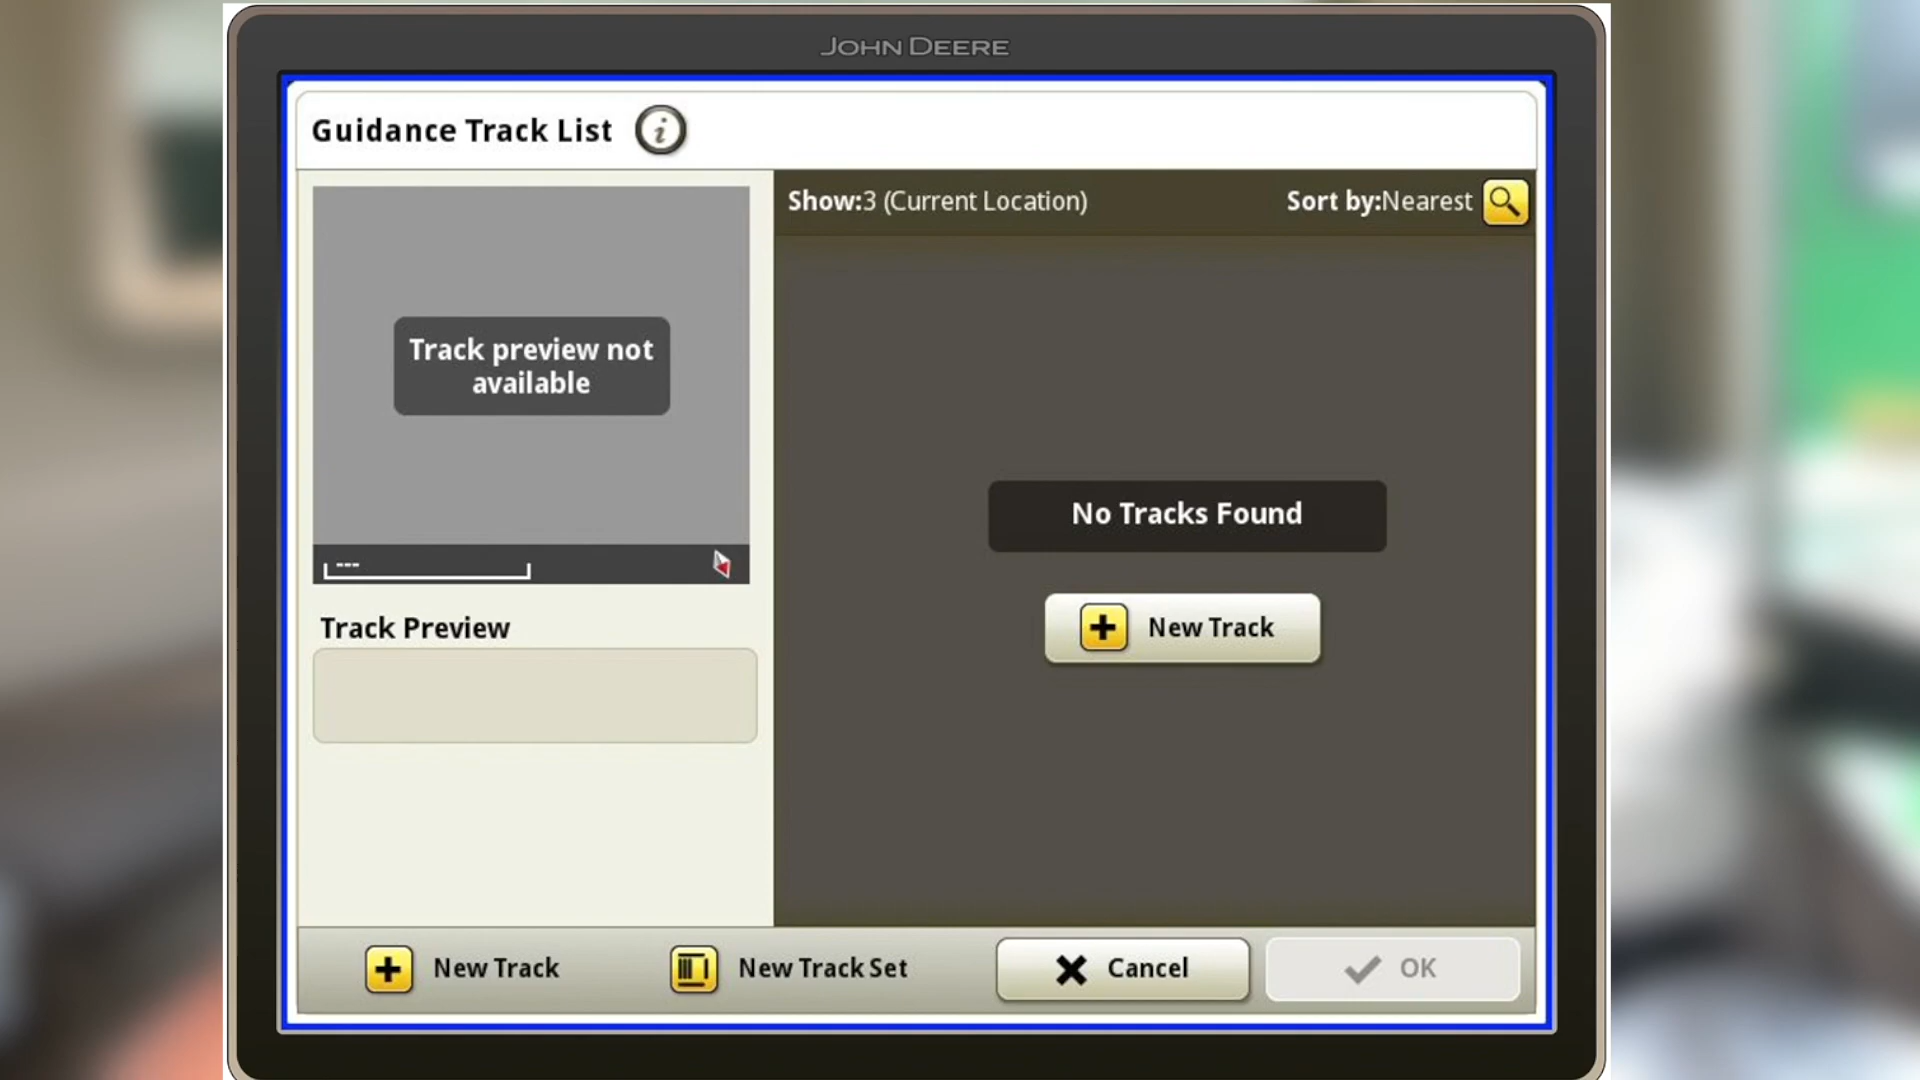 JOHN DEERE
Guidance Track List
Show:3 (Current Location)
Sort by:Nearest
Track preview not
available
---
Track Preview
No Tracks Found
New Track
New Track
New Track Set
Cancel
OK